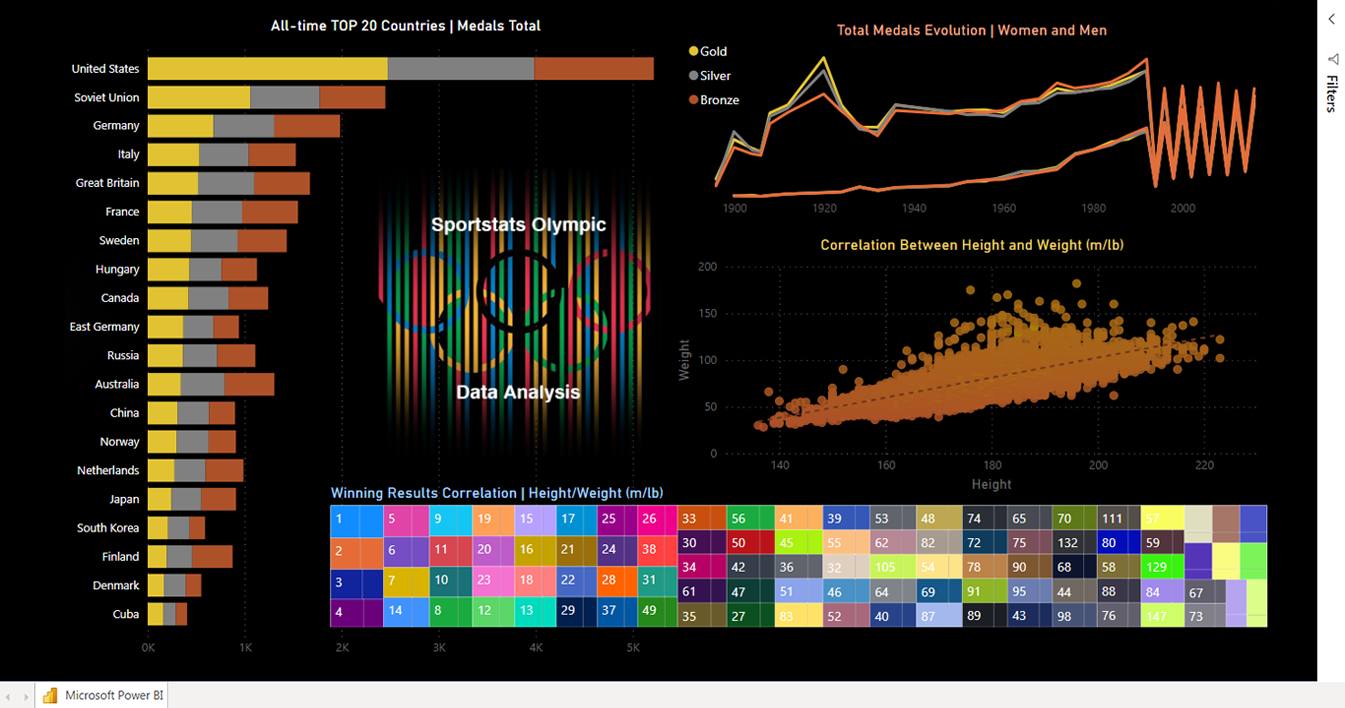 All-time TOP 20 Countries | Medals Total
United States
Soviet Union
Germany
Italy
Great Britain
France
Sweden
Hungary
Canada
East Germany
Russia
Australia
China
Norway
Netherlands
Japan
South Korea
Finland
Denmark
Cuba
0K 1K 2K 3K 4K 5K
Sportstats Olympic
Data Analysis
Total Medals Evolution | Women and Men
Gold
Silver
Bronze
1900 1920 1940 1960 1980 2000
Correlation Between Height and Weight (m/lb)
200
150
100
50
0
Weight
140 160 180 200 220
Height
Winning Results Correlation | Height/Weight (m/lb)
1 5 9 19 15 17 25 26 33 56 41 39 53 48 74 65 70 111 57
2 6 11 20 16 21 24 38 30 50 45 55 62 82 72 75 132 80 59
3 7 10 23 18 22 28 31 34 42 36 32 105 54 78 90 68 58 129
4 14 8 12 13 29 37 49 61 47 51 46 64 69 91 95 44 88 84 67
35 27 83 52 40 87 89 43 98 76 147 73
Filters
Microsoft Power BI